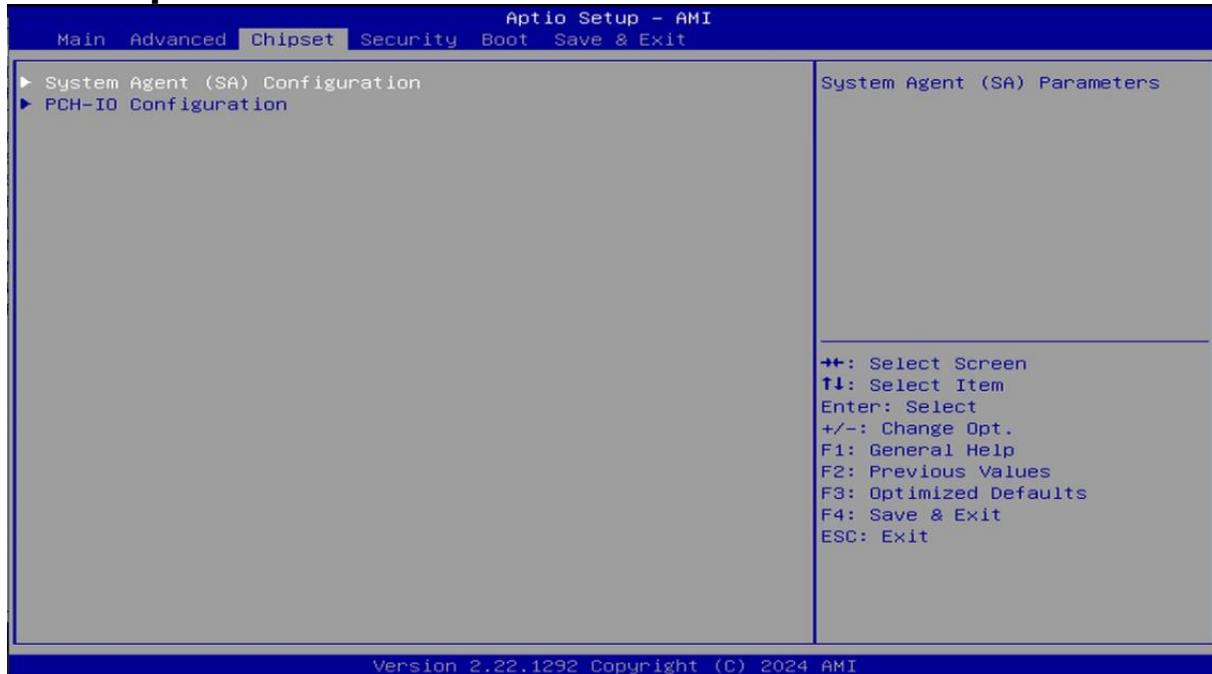 Aptio Setup – AMI
Main Advanced Chipset Security Boot Save & Exit
▶ System Agent (SA) Configuration
▶ PCH-IO Configuration
System Agent (SA) Parameters
→←: Select Screen
↑↓: Select Item
Enter: Select
+/-: Change Opt.
F1: General Help
F2: Previous Values
F3: Optimized Defaults
F4: Save & Exit
ESC: Exit
Version 2.22.1292 Copyright (C) 2024 AMI